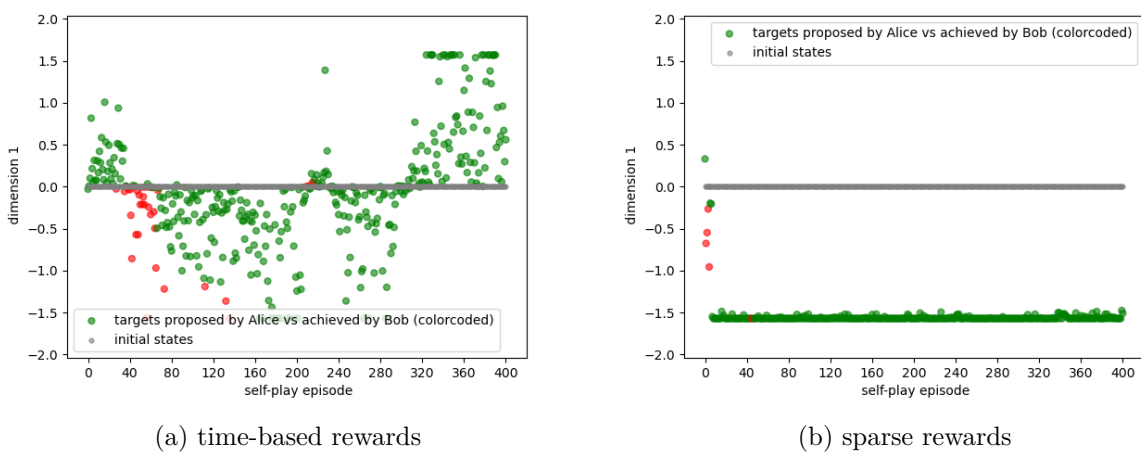 2.0
1.5
1.0
0.5
0.0
−0.5
−1.0
−1.5
−2.0
dimension 1
targets proposed by Alice vs achieved by Bob (colorcoded)
initial states
0 40 80 120 160 200 240 280 320 360 400
self-play episode
(a) time-based rewards
2.0
1.5
1.0
0.5
0.0
−0.5
−1.0
−1.5
−2.0
dimension 1
targets proposed by Alice vs achieved by Bob (colorcoded)
initial states
0 40 80 120 160 200 240 280 320 360 400
self-play episode
(b) sparse rewards